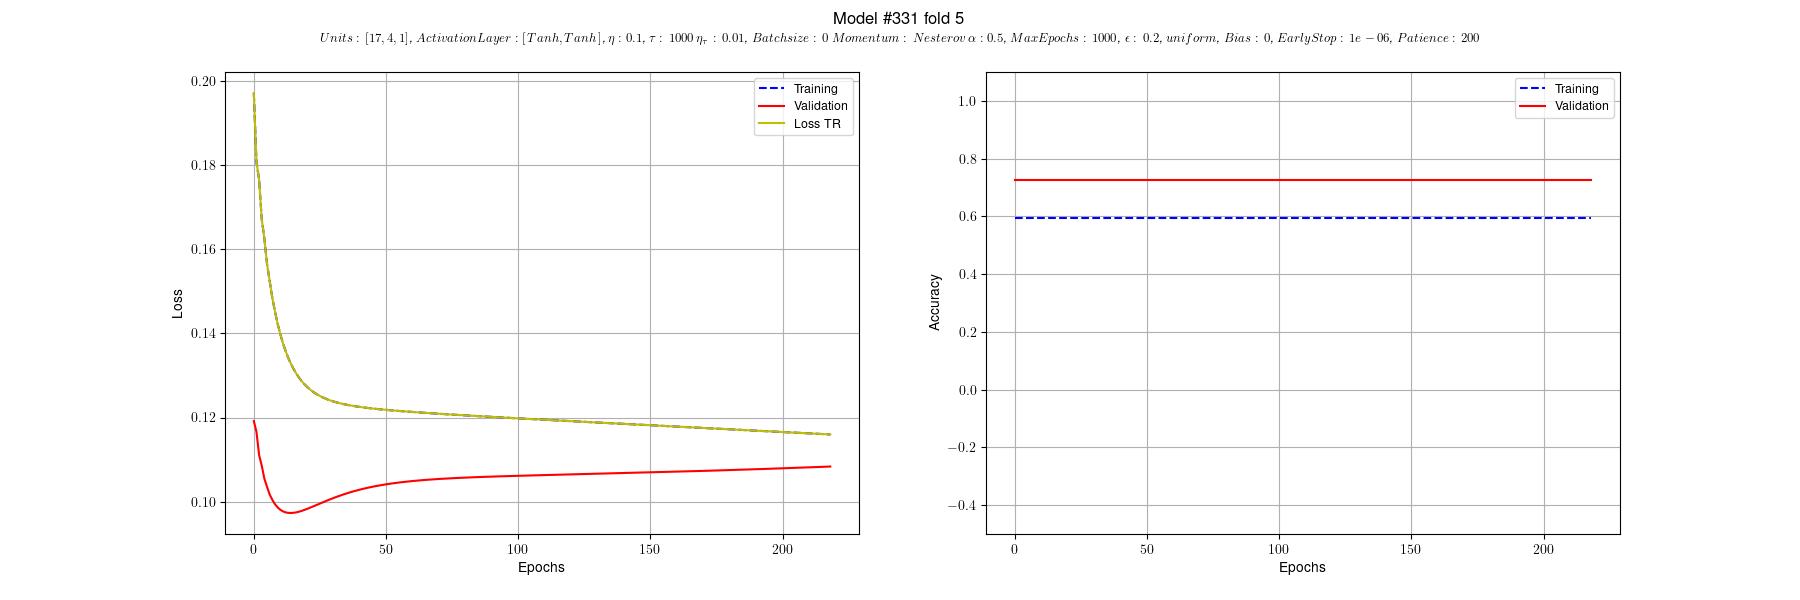 Model #331 fold 5
Units : [17, 4, 1], ActivationLayer : [Tanh, Tanh], η : 0.1, τ : 1000 η_τ : 0.01, Batchsize : 0 Momentum : Nesterov α : 0.5, MaxEpochs : 1000, ϵ : 0.2, uniform, Bias : 0, EarlyStop : 1e − 06, Patience : 200
0.20
0.18
0.16
0.14
0.12
0.10
Loss
0 50 100 150 200
Epochs
Training
Validation
Loss TR
1.0
0.8
0.6
0.4
0.2
0.0
−0.2
−0.4
Accuracy
0 50 100 150 200
Epochs
Training
Validation